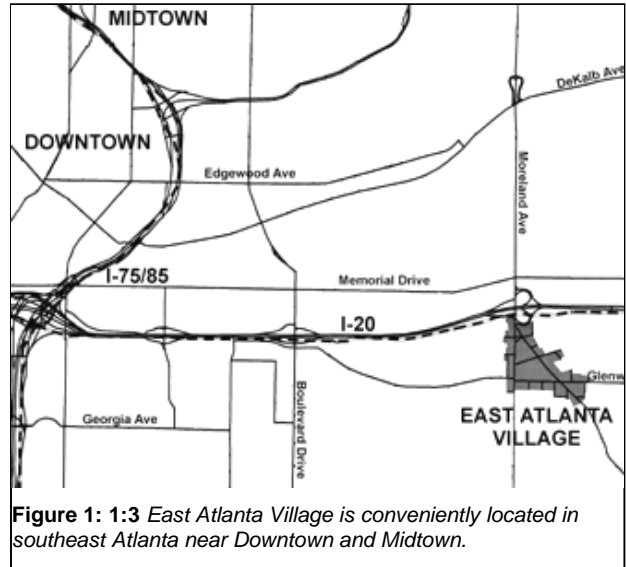 MIDTOWN
DeKalb Ave
DOWNTOWN
Edgewood Ave
Moreland Ave
I-75/85
Memorial Drive
I-20
Glenw
Georgia Ave
Boulevard Drive
EAST ATLANTA
VILLAGE
Figure 1: 1:3 East Atlanta Village is conveniently located in
southeast Atlanta near Downtown and Midtown.